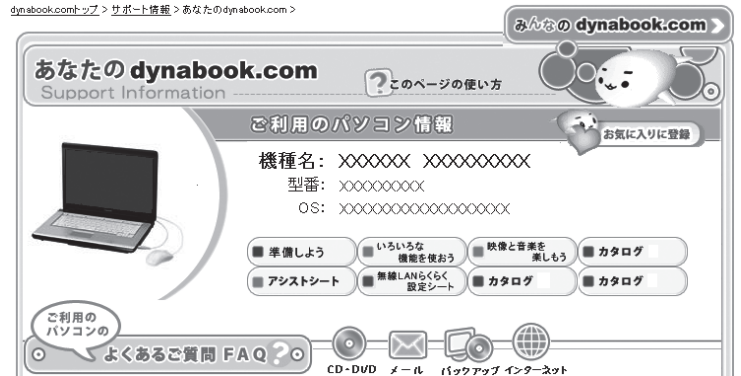 dynabook.comトップ > サポート情報 > あなたのdynabook.com >
みんなの dynabook.com
あなたの dynabook.com
Support Information
?このページの使い方
ご利用のパソコン情報
お気に入りに登録
機種名： XXXXXX XXXXXXXXX
型番： XXXXXXXXX
OS： XXXXXXXXXXXXXXXXXX
準備しよう
いろいろな
機能を使おう
映像と音楽を
楽しもう
カタログ
アシストシート
無線LANらくらく
設定シート
カタログ
カタログ
ご利用の
パソコンの
よくあるご質問 FAQ ?
CD・DVD メール バックアップ インターネット